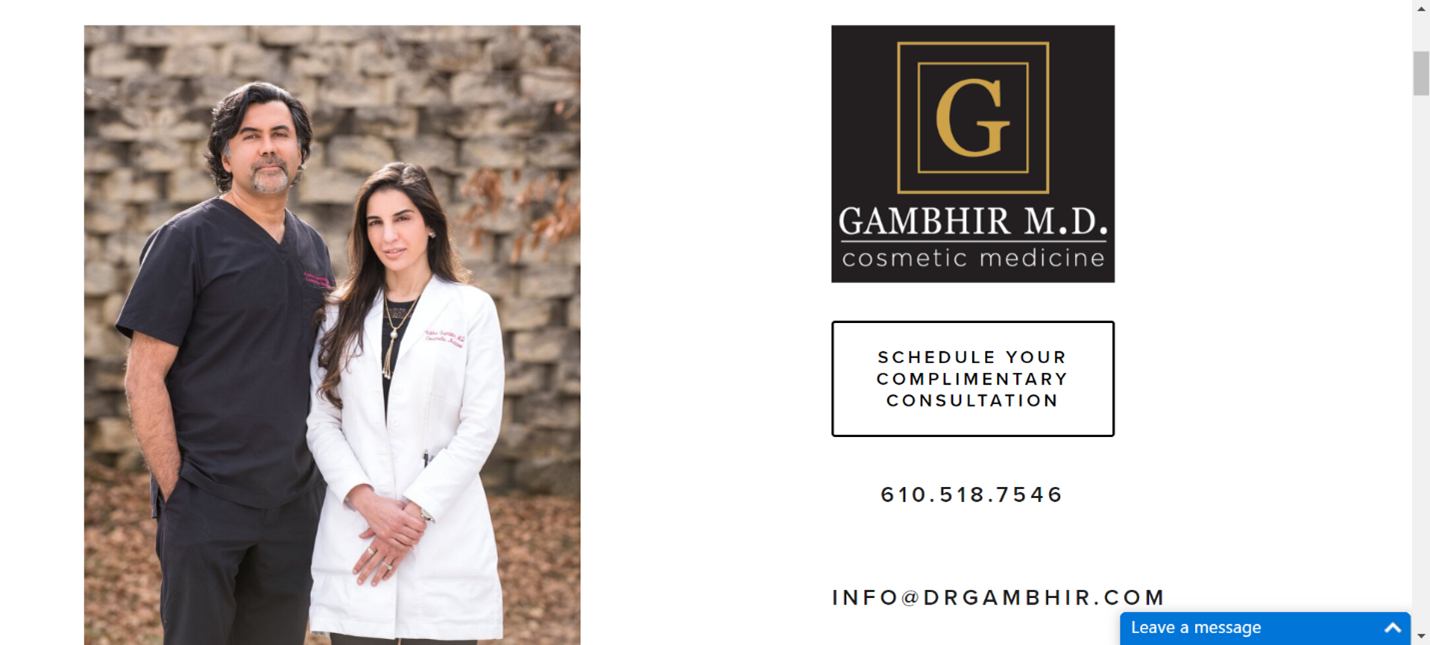 G
GAMBHIR M.D.
cosmetic medicine
SCHEDULE YOUR
COMPLIMENTARY
CONSULTATION
610.518.7546
INFO@DRGAMBHIR.COM
Leave a message